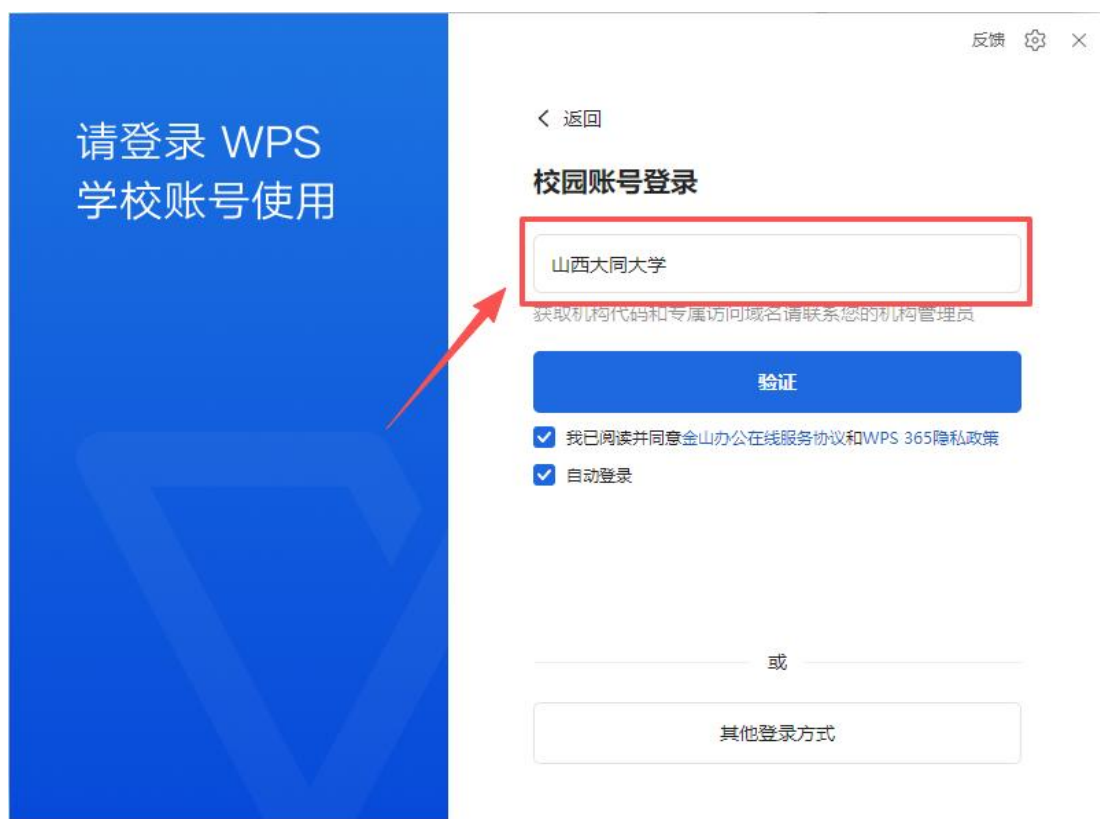 反馈
请登录 WPS
学校账号使用
返回
校园账号登录
山西大同大学
获取机构代码和专属访问域名请联系您的机构管理员
验证
我已阅读并同意金山办公在线服务协议和WPS 365隐私政策
自动登录
或
其他登录方式